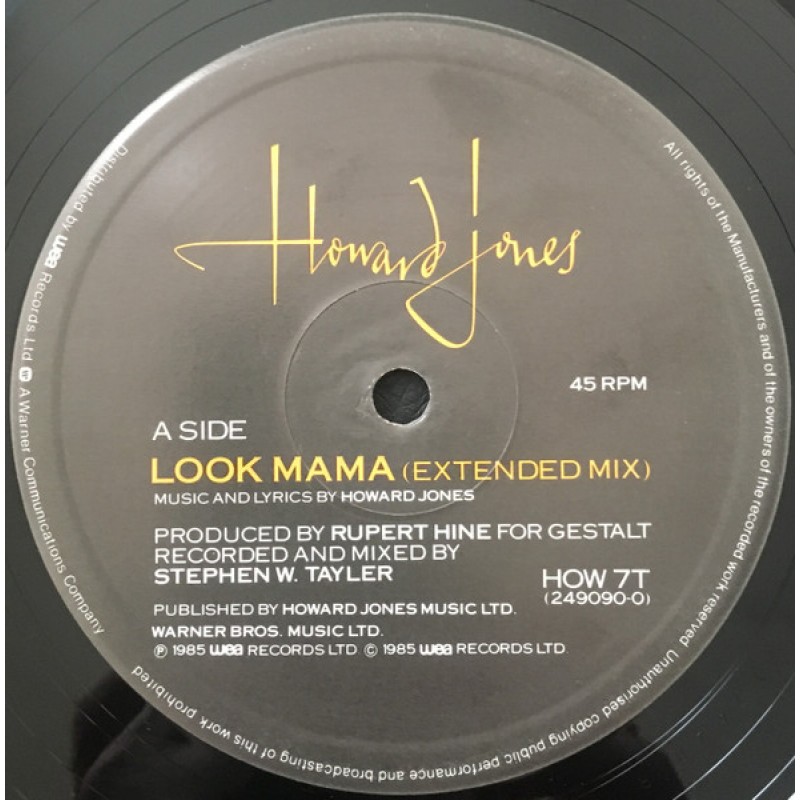 Howard Jones
45 RPM
A SIDE
LOOK MAMA (EXTENDED MIX)
MUSIC AND LYRICS BY HOWARD JONES
PRODUCED BY RUPERT HINE FOR GESTALT
RECORDED AND MIXED BY
STEPHEN W. TAYLER
HOW 7T
(249090-0)
PUBLISHED BY HOWARD JONES MUSIC LTD.
WARNER BROS. MUSIC LTD.
℗ 1985 wea RECORDS LTD © 1985 wea RECORDS LTD
All rights of the Manufacturers and of the owners of the recorded work reserved Unauthorised copying public performance and broadcasting of this work prohibited
Distributed by wea Records Ltd. A Warner Communications Company